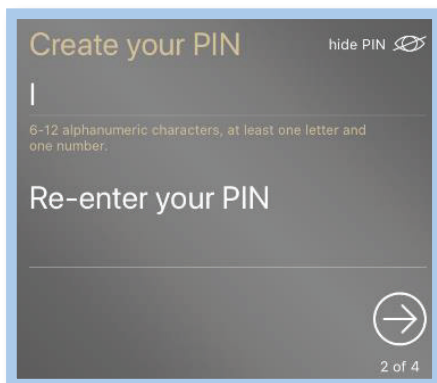 Create your PIN
hide PIN
6-12 alphanumeric characters, at least one letter and
one number.
Re-enter your PIN
2 of 4